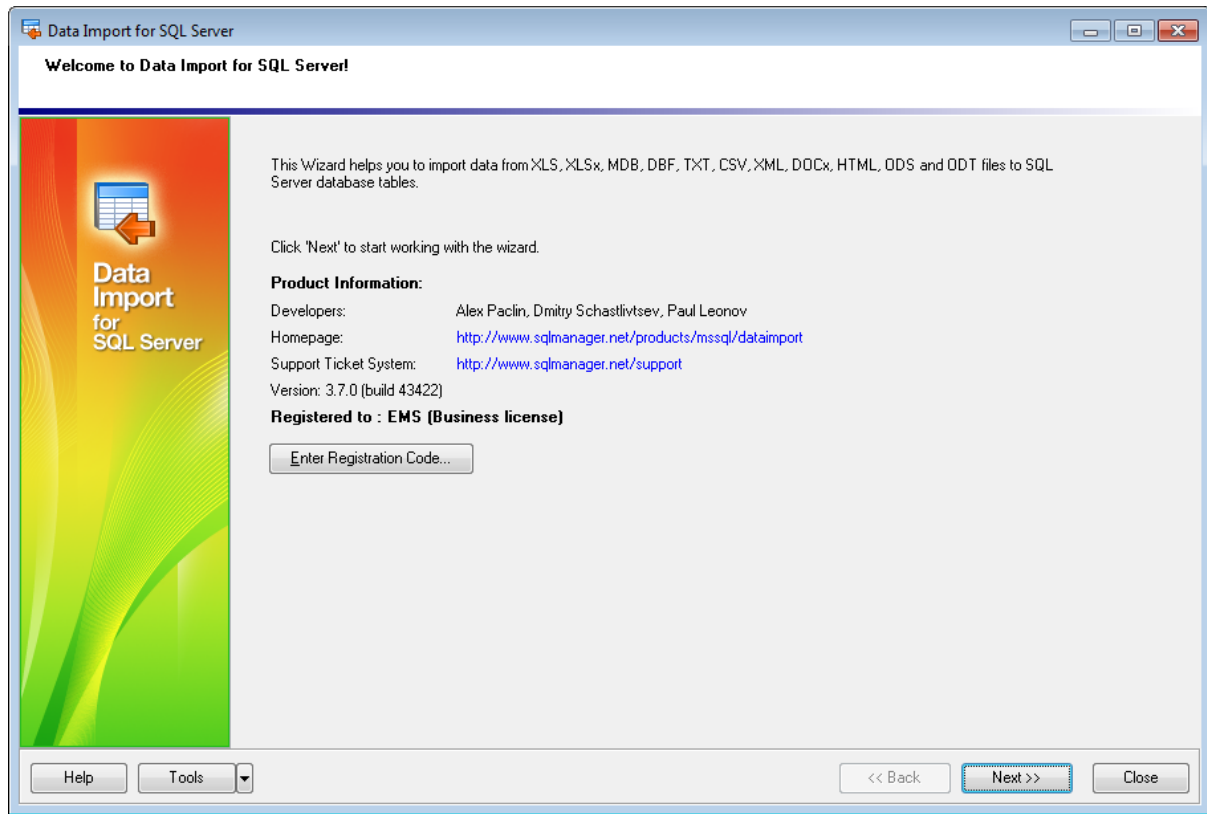 Data Import for SQL Server
Welcome to Data Import for SQL Server!
Data
Import
for
SQL Server
This Wizard helps you to import data from XLS, XLSx, MDB, DBF, TXT, CSV, XML, DOCx, HTML, ODS and ODT files to SQL
Server database tables.
Click 'Next' to start working with the wizard.
Product Information:
Developers: Alex Paclin, Dmitry Schastlivtsev, Paul Leonov
Homepage: http://www.sqlmanager.net/products/mssql/dataimport
Support Ticket System: http://www.sqlmanager.net/support
Version: 3.7.0 (build 43422)
Registered to : EMS (Business license)
Enter Registration Code...
Help Tools << Back Next >> Close